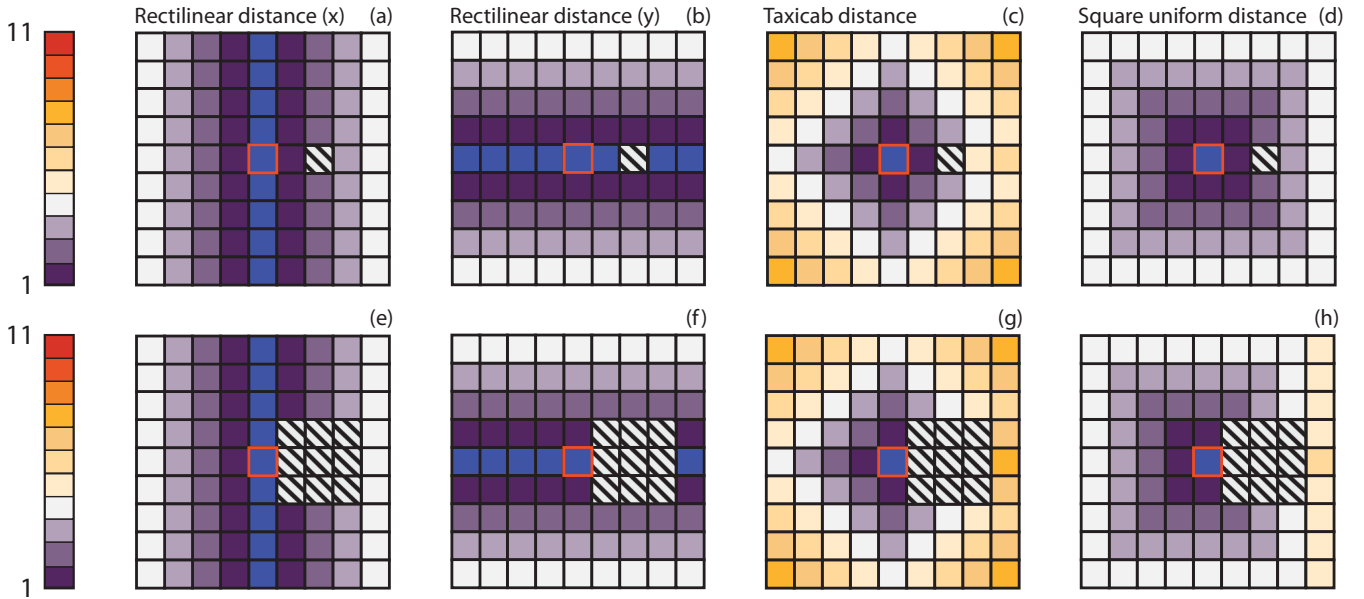 Rectilinear distance (x) (a)
Rectilinear distance (y) (b)
Taxicab distance (c)
Square uniform distance (d)
11
1
(e)
(f)
(g)
(h)
11
1